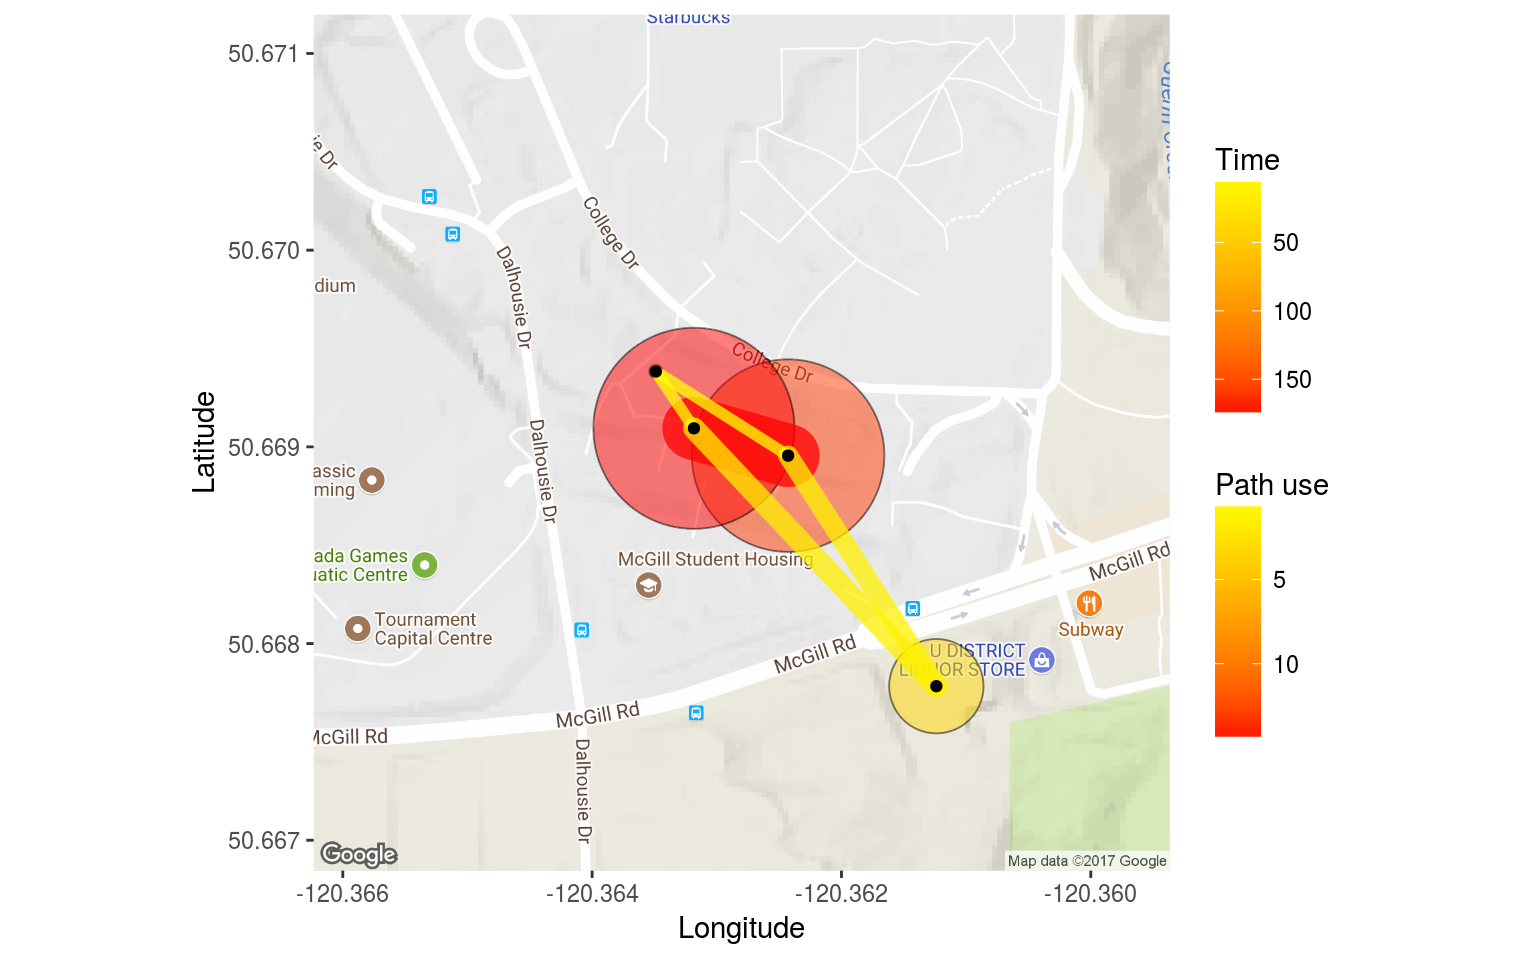 Starbucks
50.671
50.670
50.669
50.668
50.667
Latitude
ie Dr
College Dr
Dalhousie Dr
dium
College Dr
Dalhousie Dr
assic
ming
ada Games
uatic Centre
Tournament
Capital Centre
McGill Student Housing
McGill Rd
Subway
U DISTRICT
LIQUOR STORE
McGill Rd
McGill Rd
McGill Rd
Dalhousie Dr
Google
Map data ©2017 Google
-120.366
-120.364
-120.362
-120.360
Longitude
Time
50
100
150
Path use
5
10